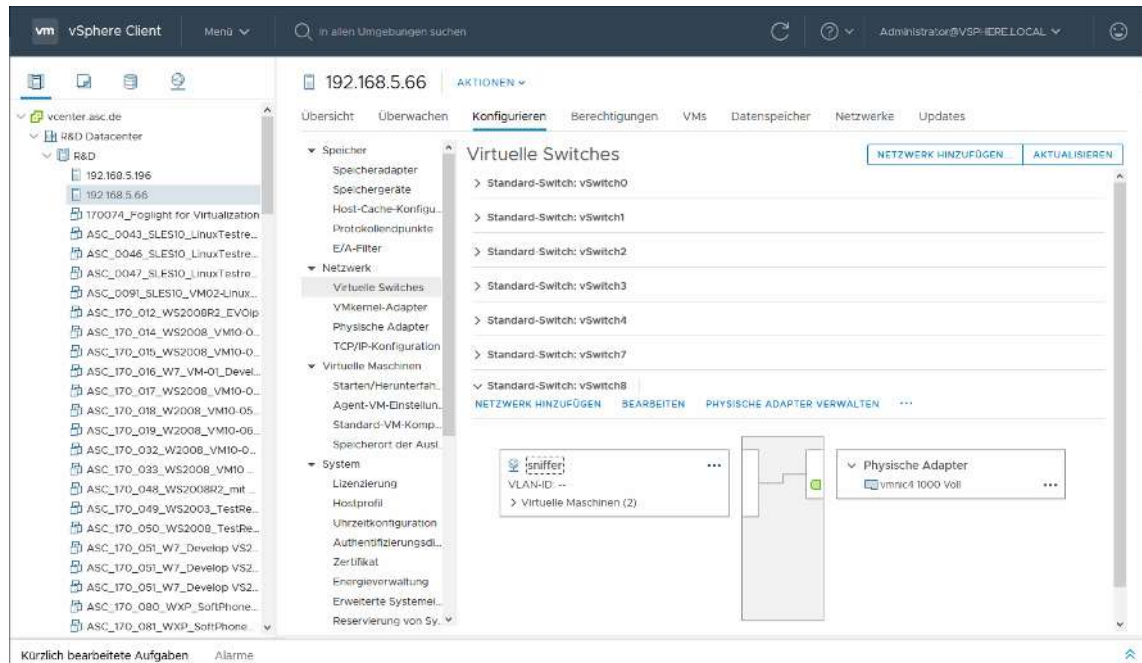 vm vSphere Client Menü In allen Umgebungen suchen Administrator@VSPHERE.LOCAL
192.168.5.66 AKTIONEN
Übersicht Überwachen Konfigurieren Berechtigungen VMs Datenspeicher Netzwerke Updates
vcenter.asc.de
R&D Datacenter
R&D
192.168.5.196
192.168.5.66
170074_Foglight for Virtualization
ASC_0043_SLES10_LinuxTestre...
ASC_0046_SLES10_LinuxTestre...
ASC_0047_SLES10_LinuxTestre...
ASC_0091_SLES10_VM02-Linux...
ASC_170_012_WS2008R2_EVOip
ASC_170_014_WS2008_VM10-0...
ASC_170_015_WS2008_VM10-0...
ASC_170_016_W7_VM-01_Devel...
ASC_170_017_WS2008_VM10-0...
ASC_170_018_W2008_VM10-05...
ASC_170_019_W2008_VM10-06...
ASC_170_032_W2008_VM10-0...
ASC_170_033_WS2008_VM10 ...
ASC_170_048_WS2008R2_mit ...
ASC_170_049_WS2003_TestRe...
ASC_170_050_WS2008_TestRe...
ASC_170_051_W7_Develop VS2...
ASC_170_051_W7_Develop VS2...
ASC_170_051_W7_Develop VS2...
ASC_170_080_WXP_SoftPhone...
ASC_170_081_WXP_SoftPhone...
Speicher
Speicheradapter
Speichergeräte
Host-Cache-Konfigu...
Protokollendpunkte
E/A-Filter
Netzwerk
Virtuelle Switches
VMkernel-Adapter
Physische Adapter
TCP/IP-Konfiguration
Virtuelle Maschinen
Starten/Herunterfah...
Agent-VM-Einstellun...
Standard-VM-Komp...
Speicherort der Ausl...
System
Lizenzierung
Hostprofil
Uhrzeitkonfiguration
Authentifizierungsdi...
Zertifikat
Energieverwaltung
Erweiterte Systemei...
Reservierung von Sy...
Virtuelle Switches NETZWERK HINZUFÜGEN... AKTUALISIEREN
Standard-Switch: vSwitch0
Standard-Switch: vSwitch1
Standard-Switch: vSwitch2
Standard-Switch: vSwitch3
Standard-Switch: vSwitch4
Standard-Switch: vSwitch7
Standard-Switch: vSwitch8
NETZWERK HINZUFÜGEN BEARBEITEN PHYSISCHE ADAPTER VERWALTEN ...
sniffer ...
VLAN-ID: --
Virtuelle Maschinen (2)
Physische Adapter
vmnic4 1000 Voll ...
Kürzlich bearbeitete Aufgaben Alarme